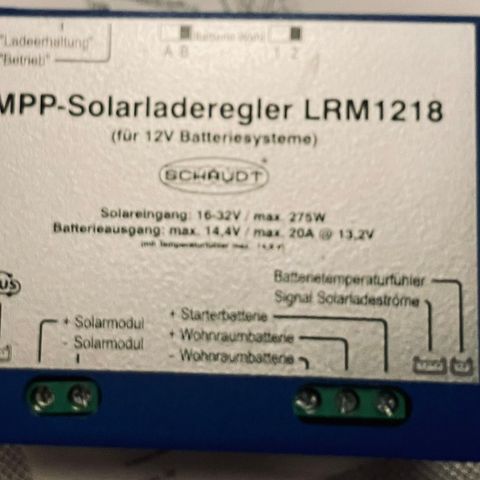 "Ladeerhaltung"
"Betrieb"
A B
1 2
MPP-Solarladeregler LRM1218
(für 12V Batteriesysteme)
SCHAUDT
Solareingang: 16-32V / max. 275W
Batterieausgang: max. 14,4V / max. 20A @ 13,2V
Batterietemperaturfühler
Signal Solarladeströme
+ Solarmodul
- Solarmodul
+ Starterbatterie
+ Wohnraumbatterie
- Wohnraumbatterie